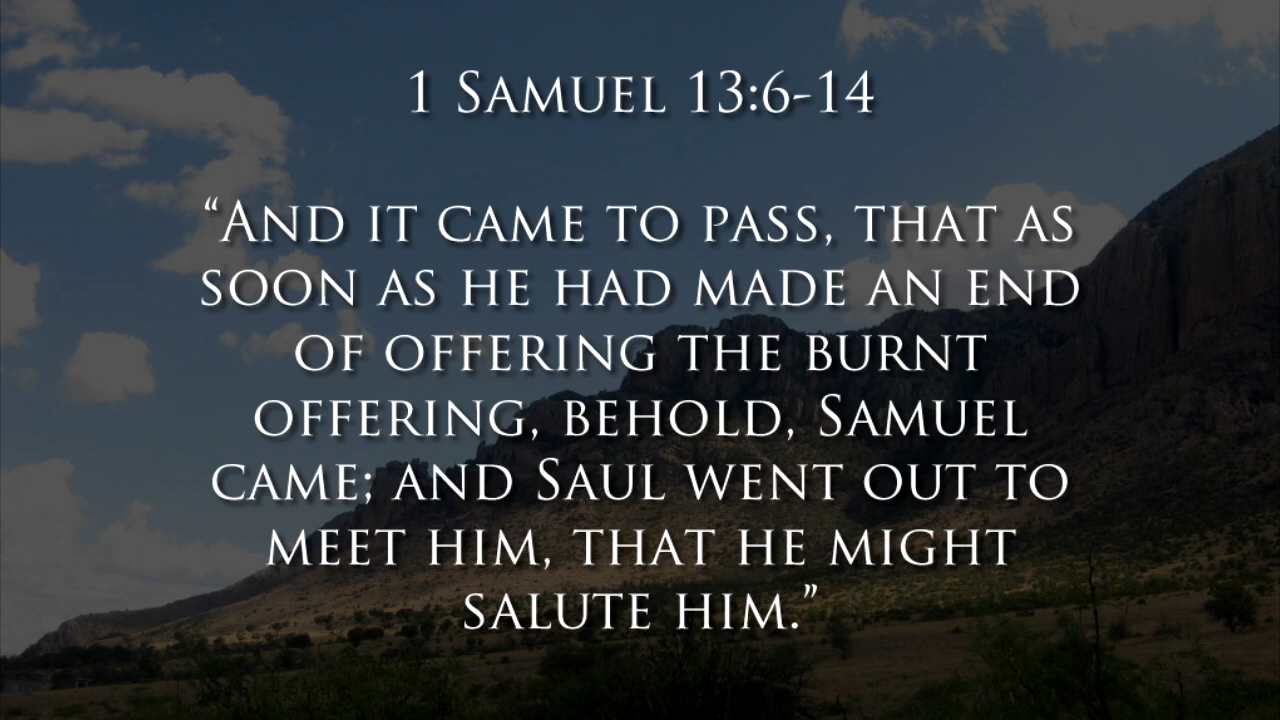 1 Samuel 13:6-14
“And it came to pass, that as
soon as he had made an end
of offering the burnt
offering, behold, Samuel
came; and Saul went out to
meet him, that he might
salute him.”